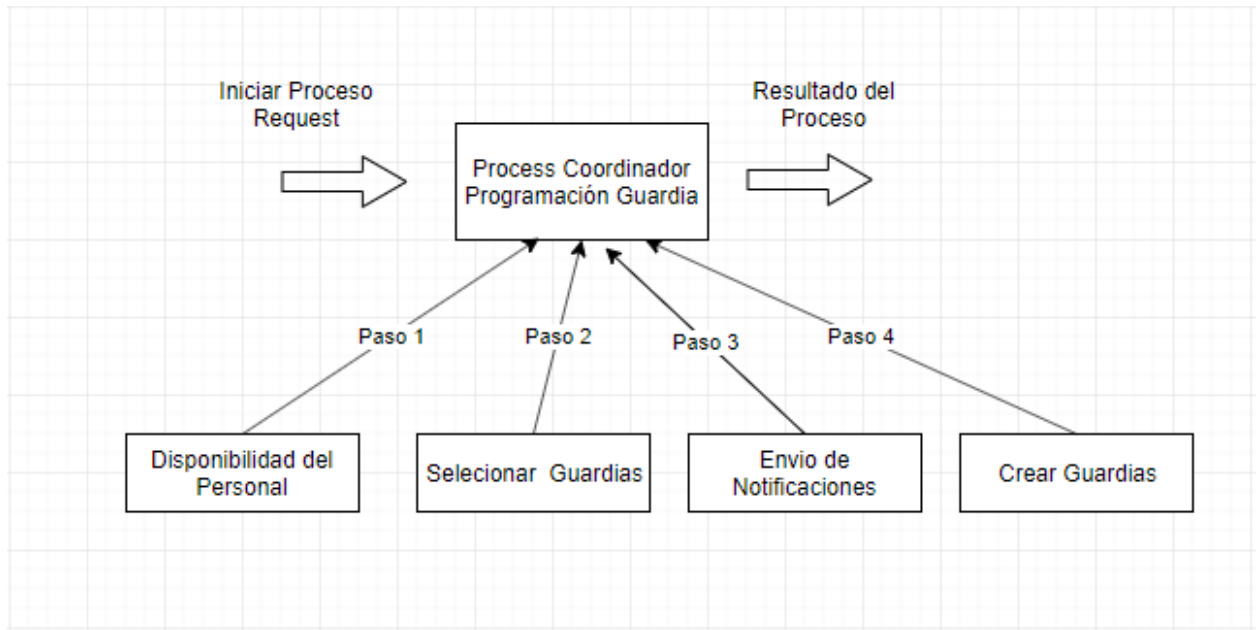 Iniciar Proceso
Request
Resultado del
Proceso
Process Coordinador
Programación Guardia
Paso 1
Paso 2
Paso 3
Paso 4
Disponibilidad del
Personal
Selecionar Guardias
Envio de
Notificaciones
Crear Guardias